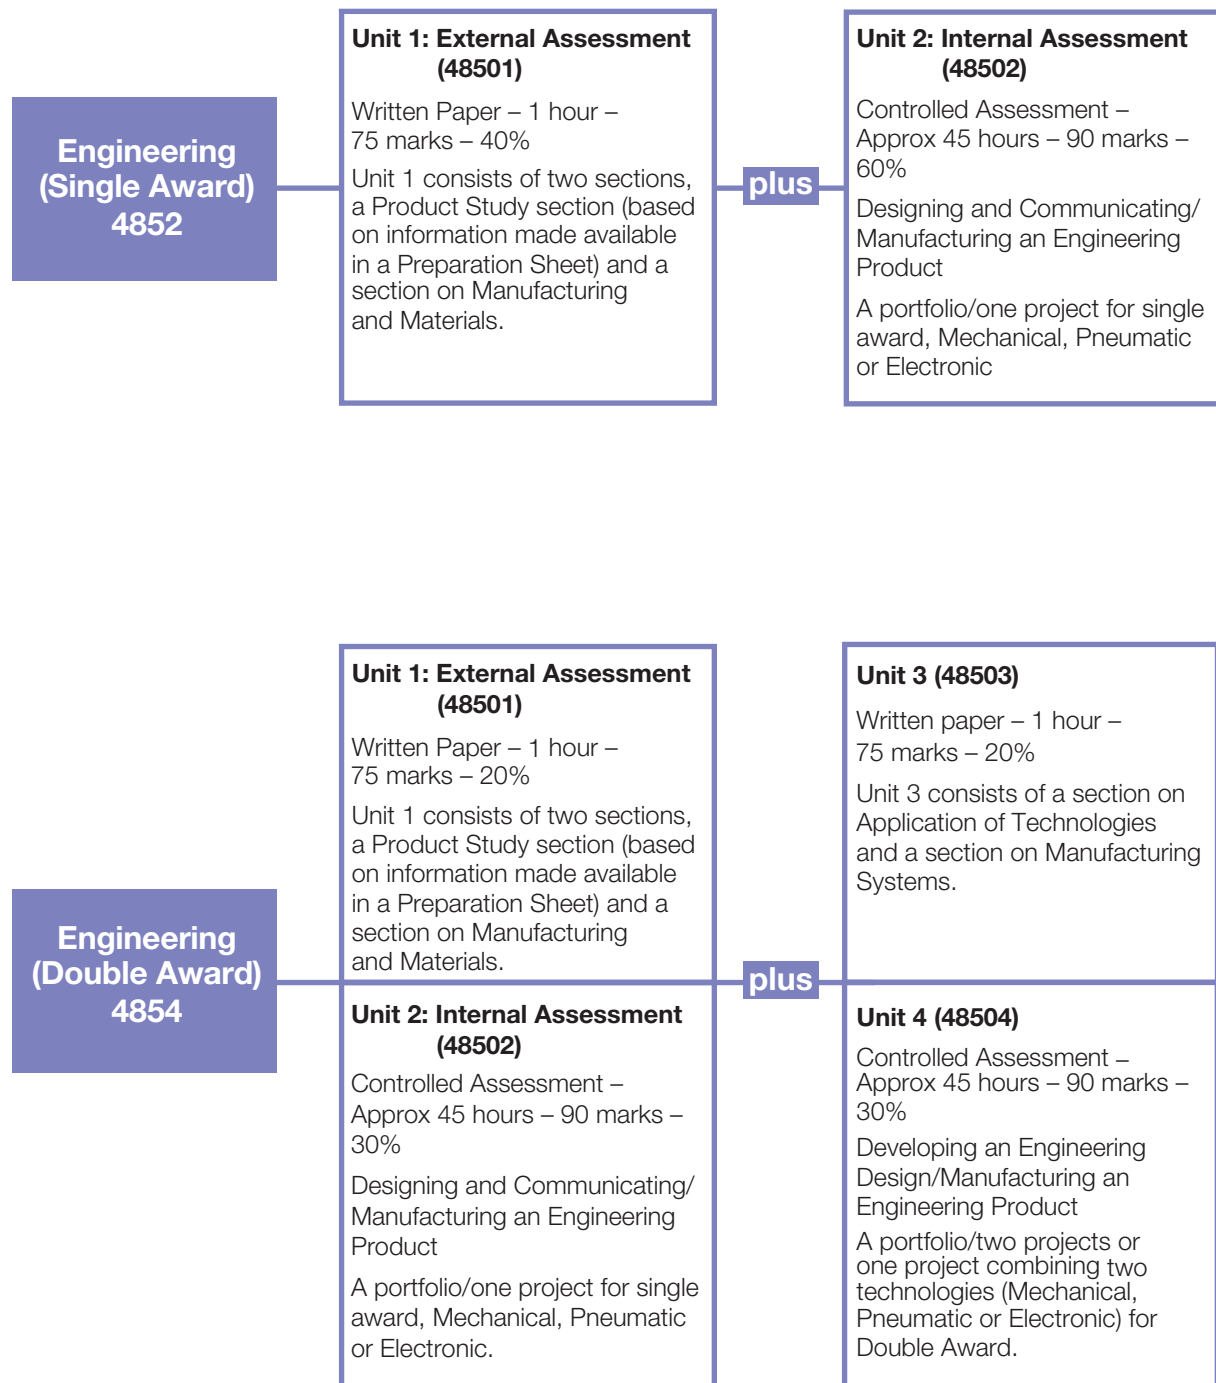 Engineering
(Single Award)
4852
Unit 1: External Assessment
(48501)
Written Paper – 1 hour –
75 marks – 40%
Unit 1 consists of two sections,
a Product Study section (based
on information made available
in a Preparation Sheet) and a
section on Manufacturing
and Materials.
plus
Unit 2: Internal Assessment
(48502)
Controlled Assessment –
Approx 45 hours – 90 marks –
60%
Designing and Communicating/
Manufacturing an Engineering
Product
A portfolio/one project for single
award, Mechanical, Pneumatic
or Electronic
Engineering
(Double Award)
4854
Unit 1: External Assessment
(48501)
Written Paper – 1 hour –
75 marks – 20%
Unit 1 consists of two sections,
a Product Study section (based
on information made available
in a Preparation Sheet) and a
section on Manufacturing
and Materials.
Unit 2: Internal Assessment
(48502)
Controlled Assessment –
Approx 45 hours – 90 marks –
30%
Designing and Communicating/
Manufacturing an Engineering
Product
A portfolio/one project for single
award, Mechanical, Pneumatic
or Electronic.
plus
Unit 3 (48503)
Written paper – 1 hour –
75 marks – 20%
Unit 3 consists of a section on
Application of Technologies
and a section on Manufacturing
Systems.
Unit 4 (48504)
Controlled Assessment –
Approx 45 hours – 90 marks –
30%
Developing an Engineering
Design/Manufacturing an
Engineering Product
A portfolio/two projects or
one project combining two
technologies (Mechanical,
Pneumatic or Electronic) for
Double Award.